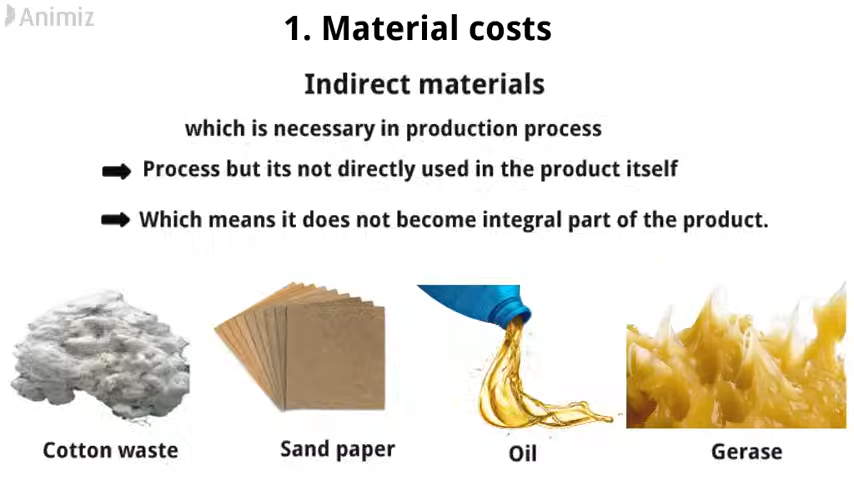 Animiz
1. Material costs
Indirect materials
which is necessary in production process
Process but its not directly used in the product itself
Which means it does not become integral part of the product.
Cotton waste
Sand paper
Oil
Gerase